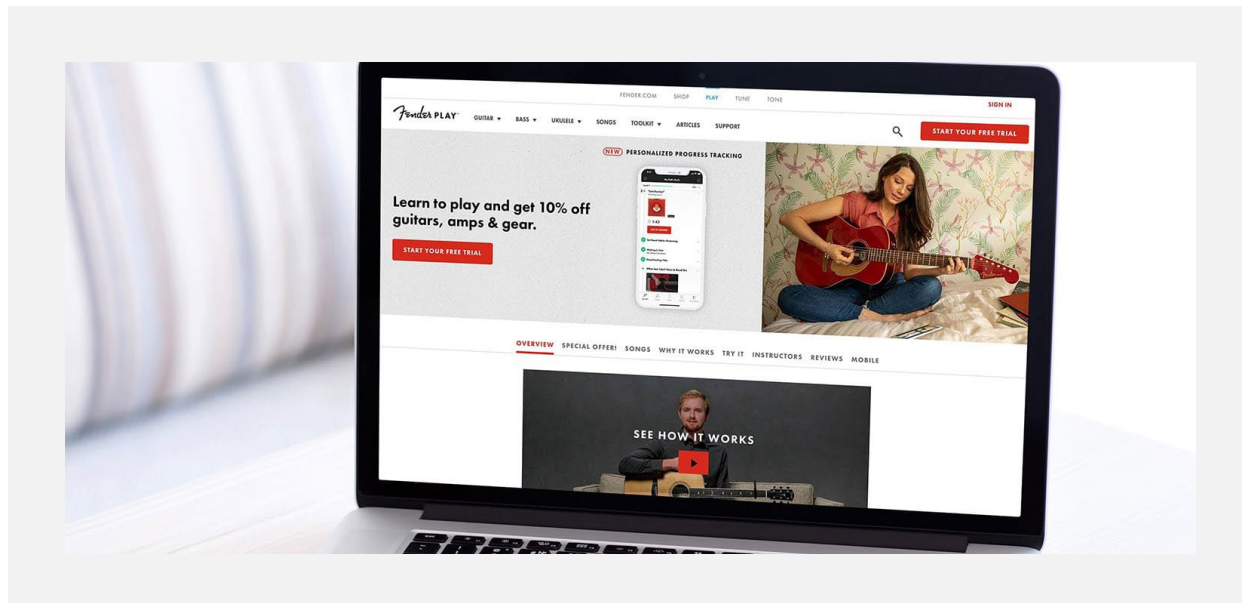 FENDER.COM SHOP PLAY TUNE TONE
SIGN IN
Fender PLAY GUITAR BASS UKULELE SONGS TOOLKIT ARTICLES SUPPORT
START YOUR FREE TRIAL
NEW PERSONALIZED PROGRESS TRACKING
Learn to play and get 10% off
guitars, amps & gear.
START YOUR FREE TRIAL
OVERVIEW SPECIAL OFFER! SONGS WHY IT WORKS TRY IT INSTRUCTORS REVIEWS MOBILE
SEE HOW IT WORKS